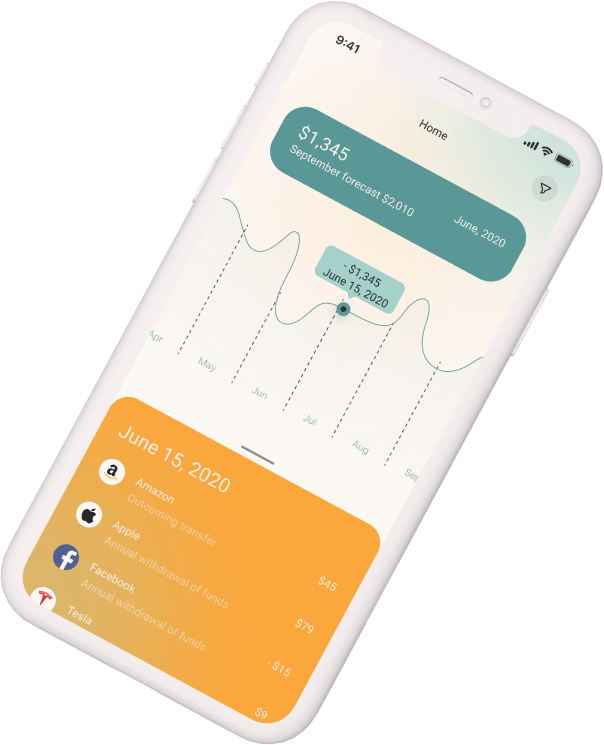 9:41
Home
$1,345
September forecast $2,010
June, 2020
- $1,345
June 15, 2020
Apr
May
Jun
Jul
Aug
Sep
June 15, 2020
Amazon
Outcoming transfer
$45
Apple
Annual withdrawal of funds
$79
Facebook
Annual withdrawal of funds
- $15
Tesla
$9